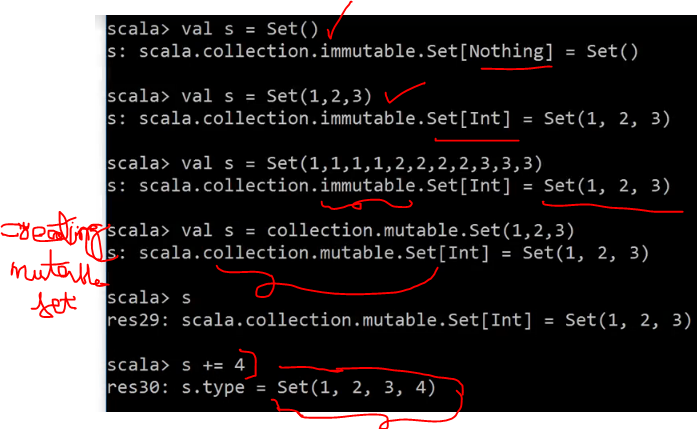 scala> val s = Set()
s: scala.collection.immutable.Set[Nothing] = Set()
scala> val s = Set(1,2,3)
s: scala.collection.immutable.Set[Int] = Set(1, 2, 3)
scala> val s = Set(1,1,1,1,2,2,2,2,3,3,3)
s: scala.collection.immutable.Set[Int] = Set(1, 2, 3)
creating
mutable
set
scala> val s = collection.mutable.Set(1,2,3)
s: scala.collection.mutable.Set[Int] = Set(1, 2, 3)
scala> s
res29: scala.collection.mutable.Set[Int] = Set(1, 2, 3)
scala> s += 4
res30: s.type = Set(1, 2, 3, 4)